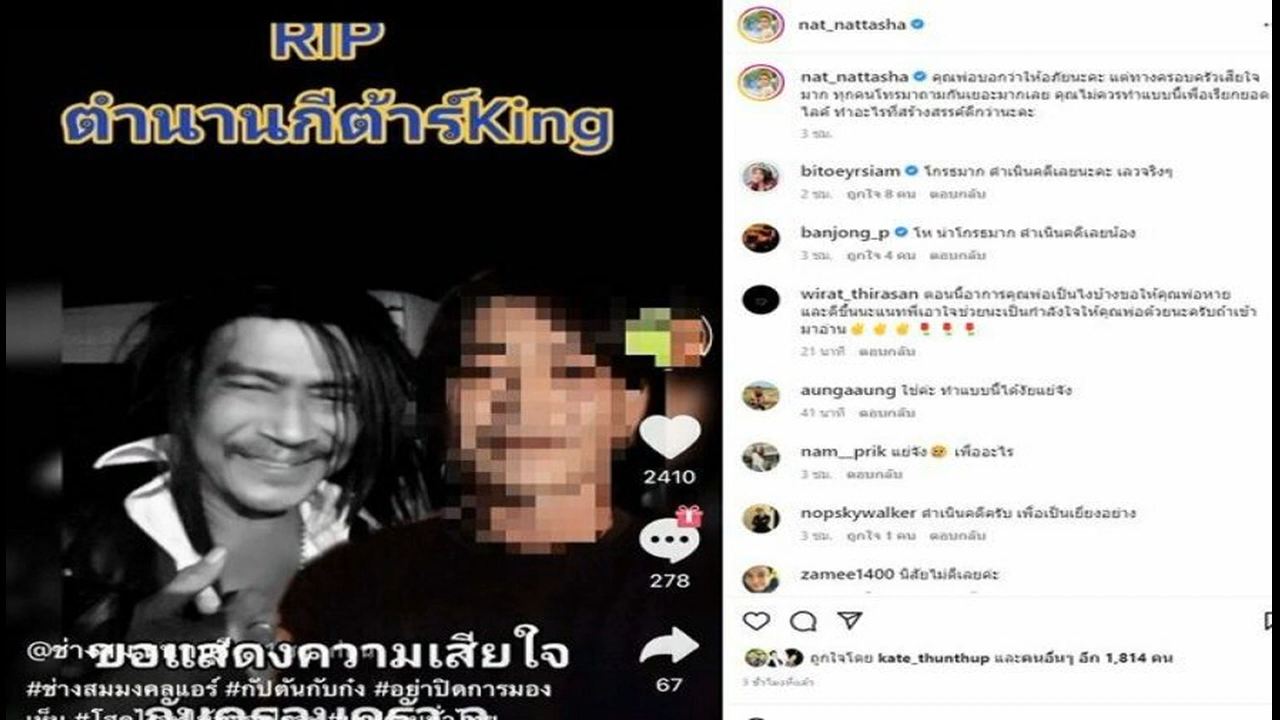 RIP
ตำนานกีต้าร์King
2410
278
67
ขอแสดงความเสียใจ
@ช่าง
#ช่างสมมงคลแอร์ #กัปตันกับก๋ง #อย่าปิดการมอง
เห็น
กับครอบครัว
nat_nattasha
nat_nattasha คุณพ่อบอกว่าให้อภัยนะคะ แต่ทางครอบครัวเสียใจ
มาก ทุกคนโทรมาถามกันเยอะมากเลย คุณไม่ควรทำแบบนี้เพื่อเรียกยอด
ไลค์ ทำอะไรที่สร้างสรรค์ดีกว่านะคะ
3 ชม.
bitoeyrsiam โกรธมาก ดำเนินคดีเลยนะคะ เลวจริงๆ
2 ชม. ถูกใจ 8 คน ตอบกลับ
banjong_p โห น่าโกรธมาก ดำเนินคดีเลยน้อง
3 ชม. ถูกใจ 4 คน ตอบกลับ
wirat_thirasan ตอนนี้อาการคุณพ่อเป็นไงบ้างขอให้คุณพ่อหาย
และดีขึ้นนะแนทพี่เอาใจช่วยนะเป็นกำลังใจให้คุณพ่อด้วยนะครับถ้าเข้า
มาอ่าน✌️✌️✌️🌹🌹🌹
21 นาที ตอบกลับ
aungaaung ใช่ค่ะ ทำแบบนี้ได้งัยแย่จัง
41 นาที ตอบกลับ
nam__prik แย่จัง🥲 เพื่ออะไร
3 ชม. ตอบกลับ
nopskywalker ดำเนินคดีครับ เพื่อเป็นเยี่ยงอย่าง
3 ชม. ถูกใจ 1 คน ตอบกลับ
zamee1400 นิสัยไม่ดีเลยค่ะ
ถูกใจโดย kate_thunthup และคนอื่นๆ อีก 1,814 คน
3 ชั่วโมงที่แล้ว